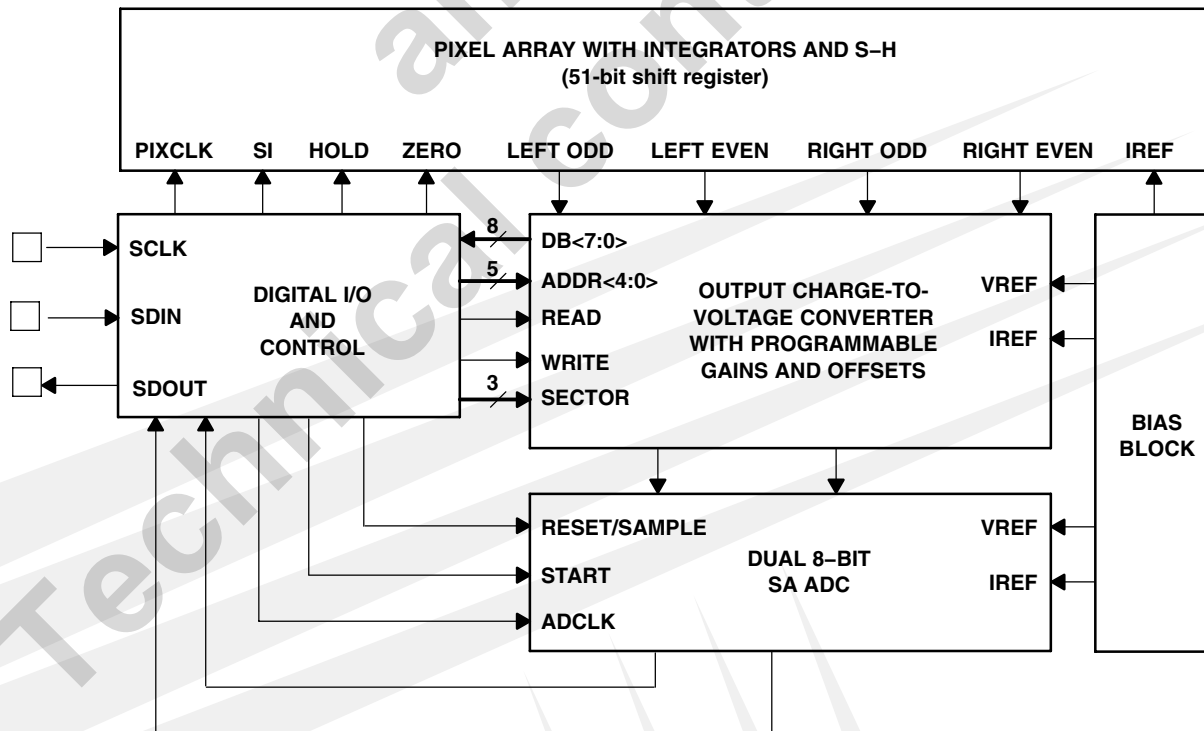 PIXEL ARRAY WITH INTEGRATORS AND S–H
(51-bit shift register)
PIXCLK SI HOLD ZERO LEFT ODD LEFT EVEN RIGHT ODD RIGHT EVEN IREF
SCLK
SDIN
SDOUT
DIGITAL I/O
AND
CONTROL
8
5
3
DB<7:0>
ADDR<4:0>
READ
WRITE
SECTOR
OUTPUT CHARGE-TO-
VOLTAGE CONVERTER
WITH PROGRAMMABLE
GAINS AND OFFSETS
VREF
IREF
BIAS
BLOCK
RESET/SAMPLE
START
ADCLK
DUAL 8–BIT
SA ADC
VREF
IREF
Technical